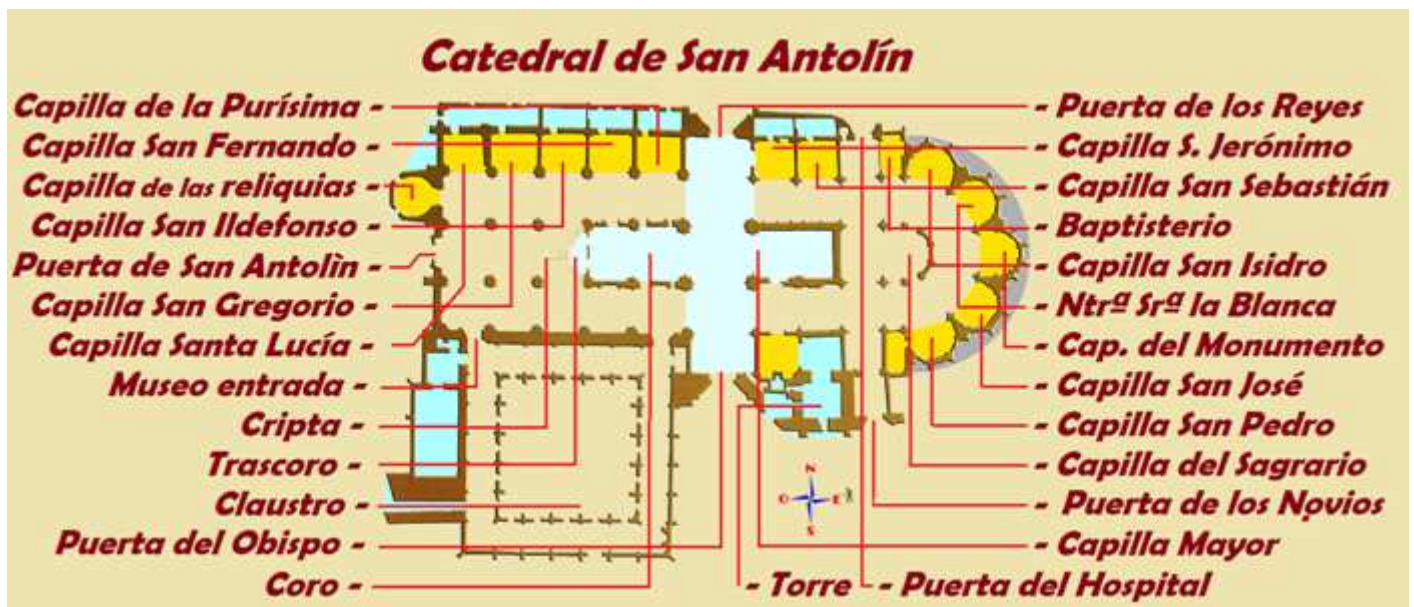 Catedral de San Antolín
Capilla de la Purísima -
Capilla San Fernando -
Capilla de las reliquias -
Capilla San Ildefonso -
Puerta de San Antolìn -
Capilla San Gregorio -
Capilla Santa Lucía -
Museo entrada -
Cripta -
Trascoro -
Claustro -
Puerta del Obispo -
Coro -
- Puerta de los Reyes
- Capilla S. Jerónimo
- Capilla San Sebastián
- Baptisterio
- Capilla San Isidro
- Ntrª Srª la Blanca
- Cap. del Monumento
- Capilla San José
- Capilla San Pedro
- Capilla del Sagrario
- Puerta de los Nọvios
- Capilla Mayor
- Torre
- Puerta del Hospital
N
O E
S